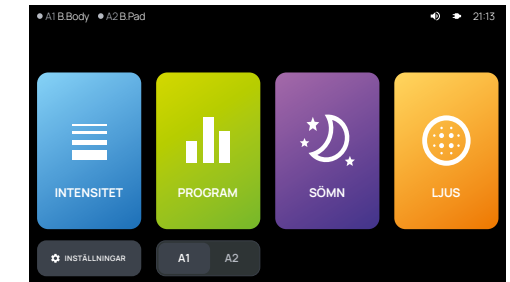 A1 B.Body A2 B.Pad 21:13
INTENSITET
PROGRAM
SÖMN
LJUS
INSTÄLLNINGAR
A1 A2